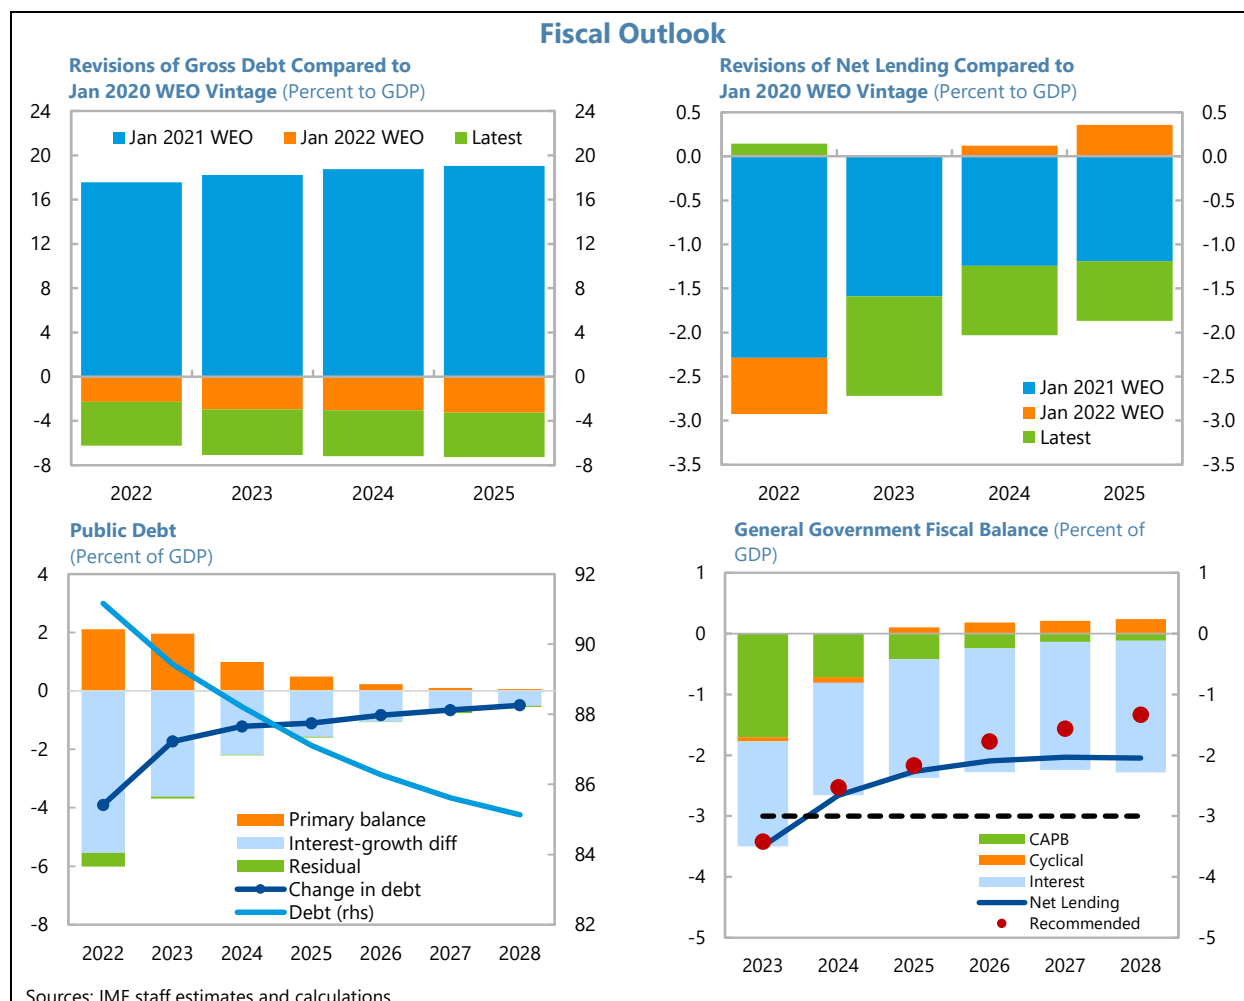 Fiscal Outlook
Revisions of Gross Debt Compared to
Jan 2020 WEO Vintage (Percent to GDP)
24 24
Jan 2021 WEO Jan 2022 WEO Latest
20 20
16 16
12 12
8 8
4 4
0 0
-4 -4
-8 -8
2022 2023 2024 2025
Revisions of Net Lending Compared to
Jan 2020 WEO Vintage (Percent to GDP)
0.5 0.5
0.0 0.0
-0.5 -0.5
-1.0 -1.0
-1.5 -1.5
-2.0 -2.0
-2.5 -2.5
Jan 2021 WEO
Jan 2022 WEO
-3.0 -3.0
Latest
-3.5 -3.5
2022 2023 2024 2025
Public Debt
(Percent of GDP)
4 92
2 90
0
88
-2
86
-4
Primary balance
Interest-growth diff
84
-6
Residual
Change in debt
Debt (rhs)
-8 82
2022 2023 2024 2025 2026 2027 2028
General Government Fiscal Balance (Percent of
GDP)
1 1
0 0
-1 -1
-2 -2
-3 -3
CAPB
Cyclical
-4 Interest -4
Net Lending
Recommended
-5 -5
2023 2024 2025 2026 2027 2028
Sources: IMF staff estimates and calculations